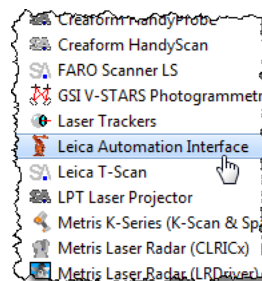 Creaform HandyProbe
Creaform HandyScan
FARO Scanner LS
GSI V-STARS Photogrammetr
Laser Trackers
Leica Automation Interface
Leica T-Scan
LPT Laser Projector
Metris K-Series (K-Scan & Spa
Metris Laser Radar (CLRICx)
Metris Laser Radar (LRDriver)